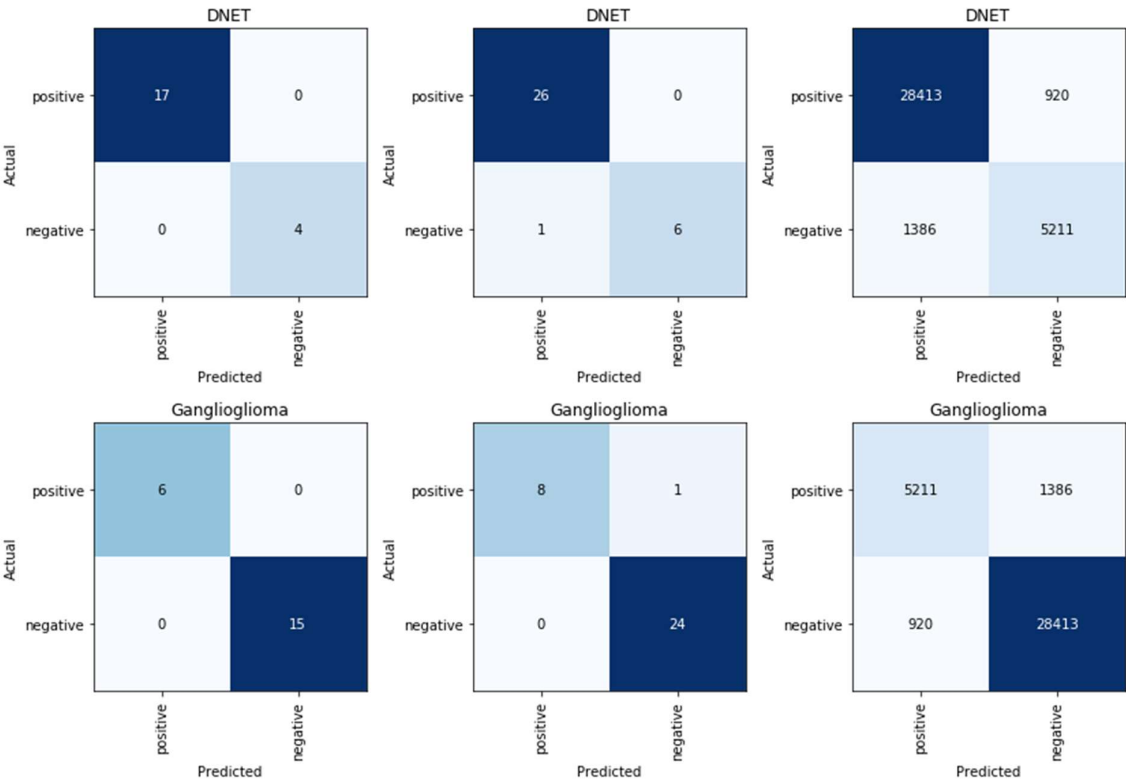 DNET DNET DNET
positive 17 0 positive 26 0 positive 28413 920
Actual Actual Actual
negative 0 4 negative 1 6 negative 1386 5211
positive negative positive negative positive negative
Predicted Predicted Predicted
Ganglioglioma Ganglioglioma Ganglioglioma
positive 6 0 positive 8 1 positive 5211 1386
Actual Actual Actual
negative 0 15 negative 0 24 negative 920 28413
positive negative positive negative positive negative
Predicted Predicted Predicted